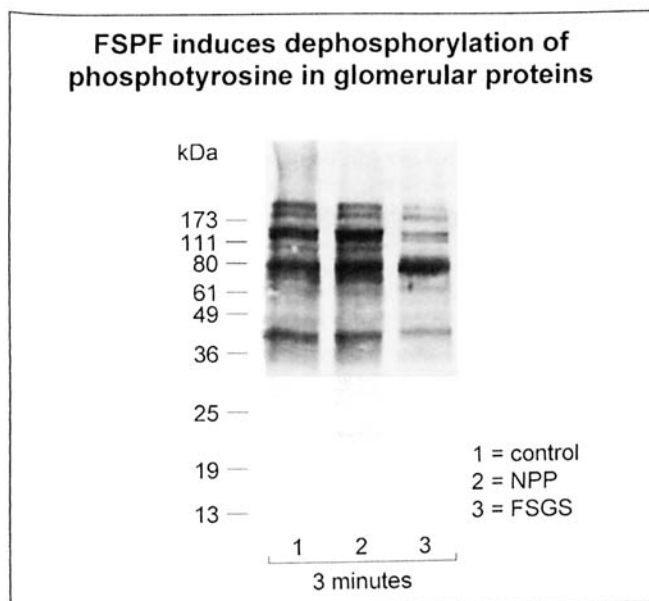 FSPF induces dephosphorylation of
phosphotyrosine in glomerular proteins
kDa
173
111
80
61
49
36
25
19
13
1 = control
2 = NPP
3 = FSGS
1 2 3
3 minutes